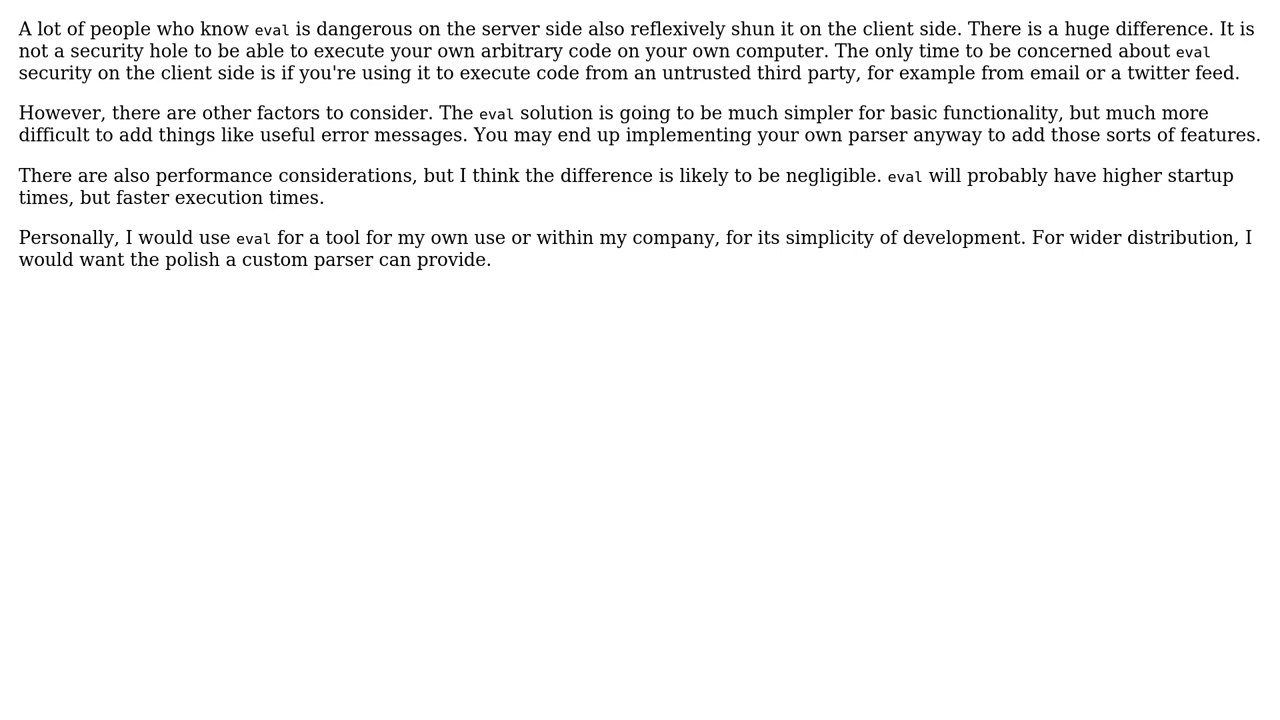 A lot of people who know eval is dangerous on the server side also reflexively shun it on the client side. There is a huge difference. It is
not a security hole to be able to execute your own arbitrary code on your own computer. The only time to be concerned about eval
security on the client side is if you're using it to execute code from an untrusted third party, for example from email or a twitter feed.
However, there are other factors to consider. The eval solution is going to be much simpler for basic functionality, but much more
difficult to add things like useful error messages. You may end up implementing your own parser anyway to add those sorts of features.
There are also performance considerations, but I think the difference is likely to be negligible. eval will probably have higher startup
times, but faster execution times.
Personally, I would use eval for a tool for my own use or within my company, for its simplicity of development. For wider distribution, I
would want the polish a custom parser can provide.